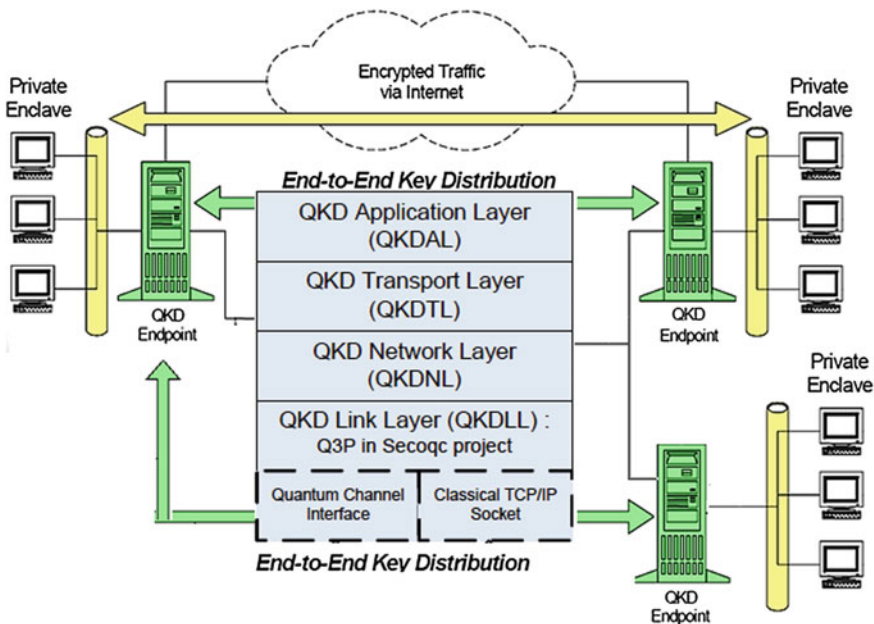 Encrypted Traffic
via Internet
Private
Enclave
Private
Enclave
End-to-End Key Distribution
QKD Application Layer
(QKDAL)
QKD Transport Layer
(QKDTL)
QKD Network Layer
(QKDNL)
QKD Link Layer (QKDLL) :
Q3P in Secoqc project
Quantum Channel
Interface
Classical TCP/IP
Socket
End-to-End Key Distribution
QKD
Endpoint
QKD
Endpoint
Private
Enclave
QKD
Endpoint